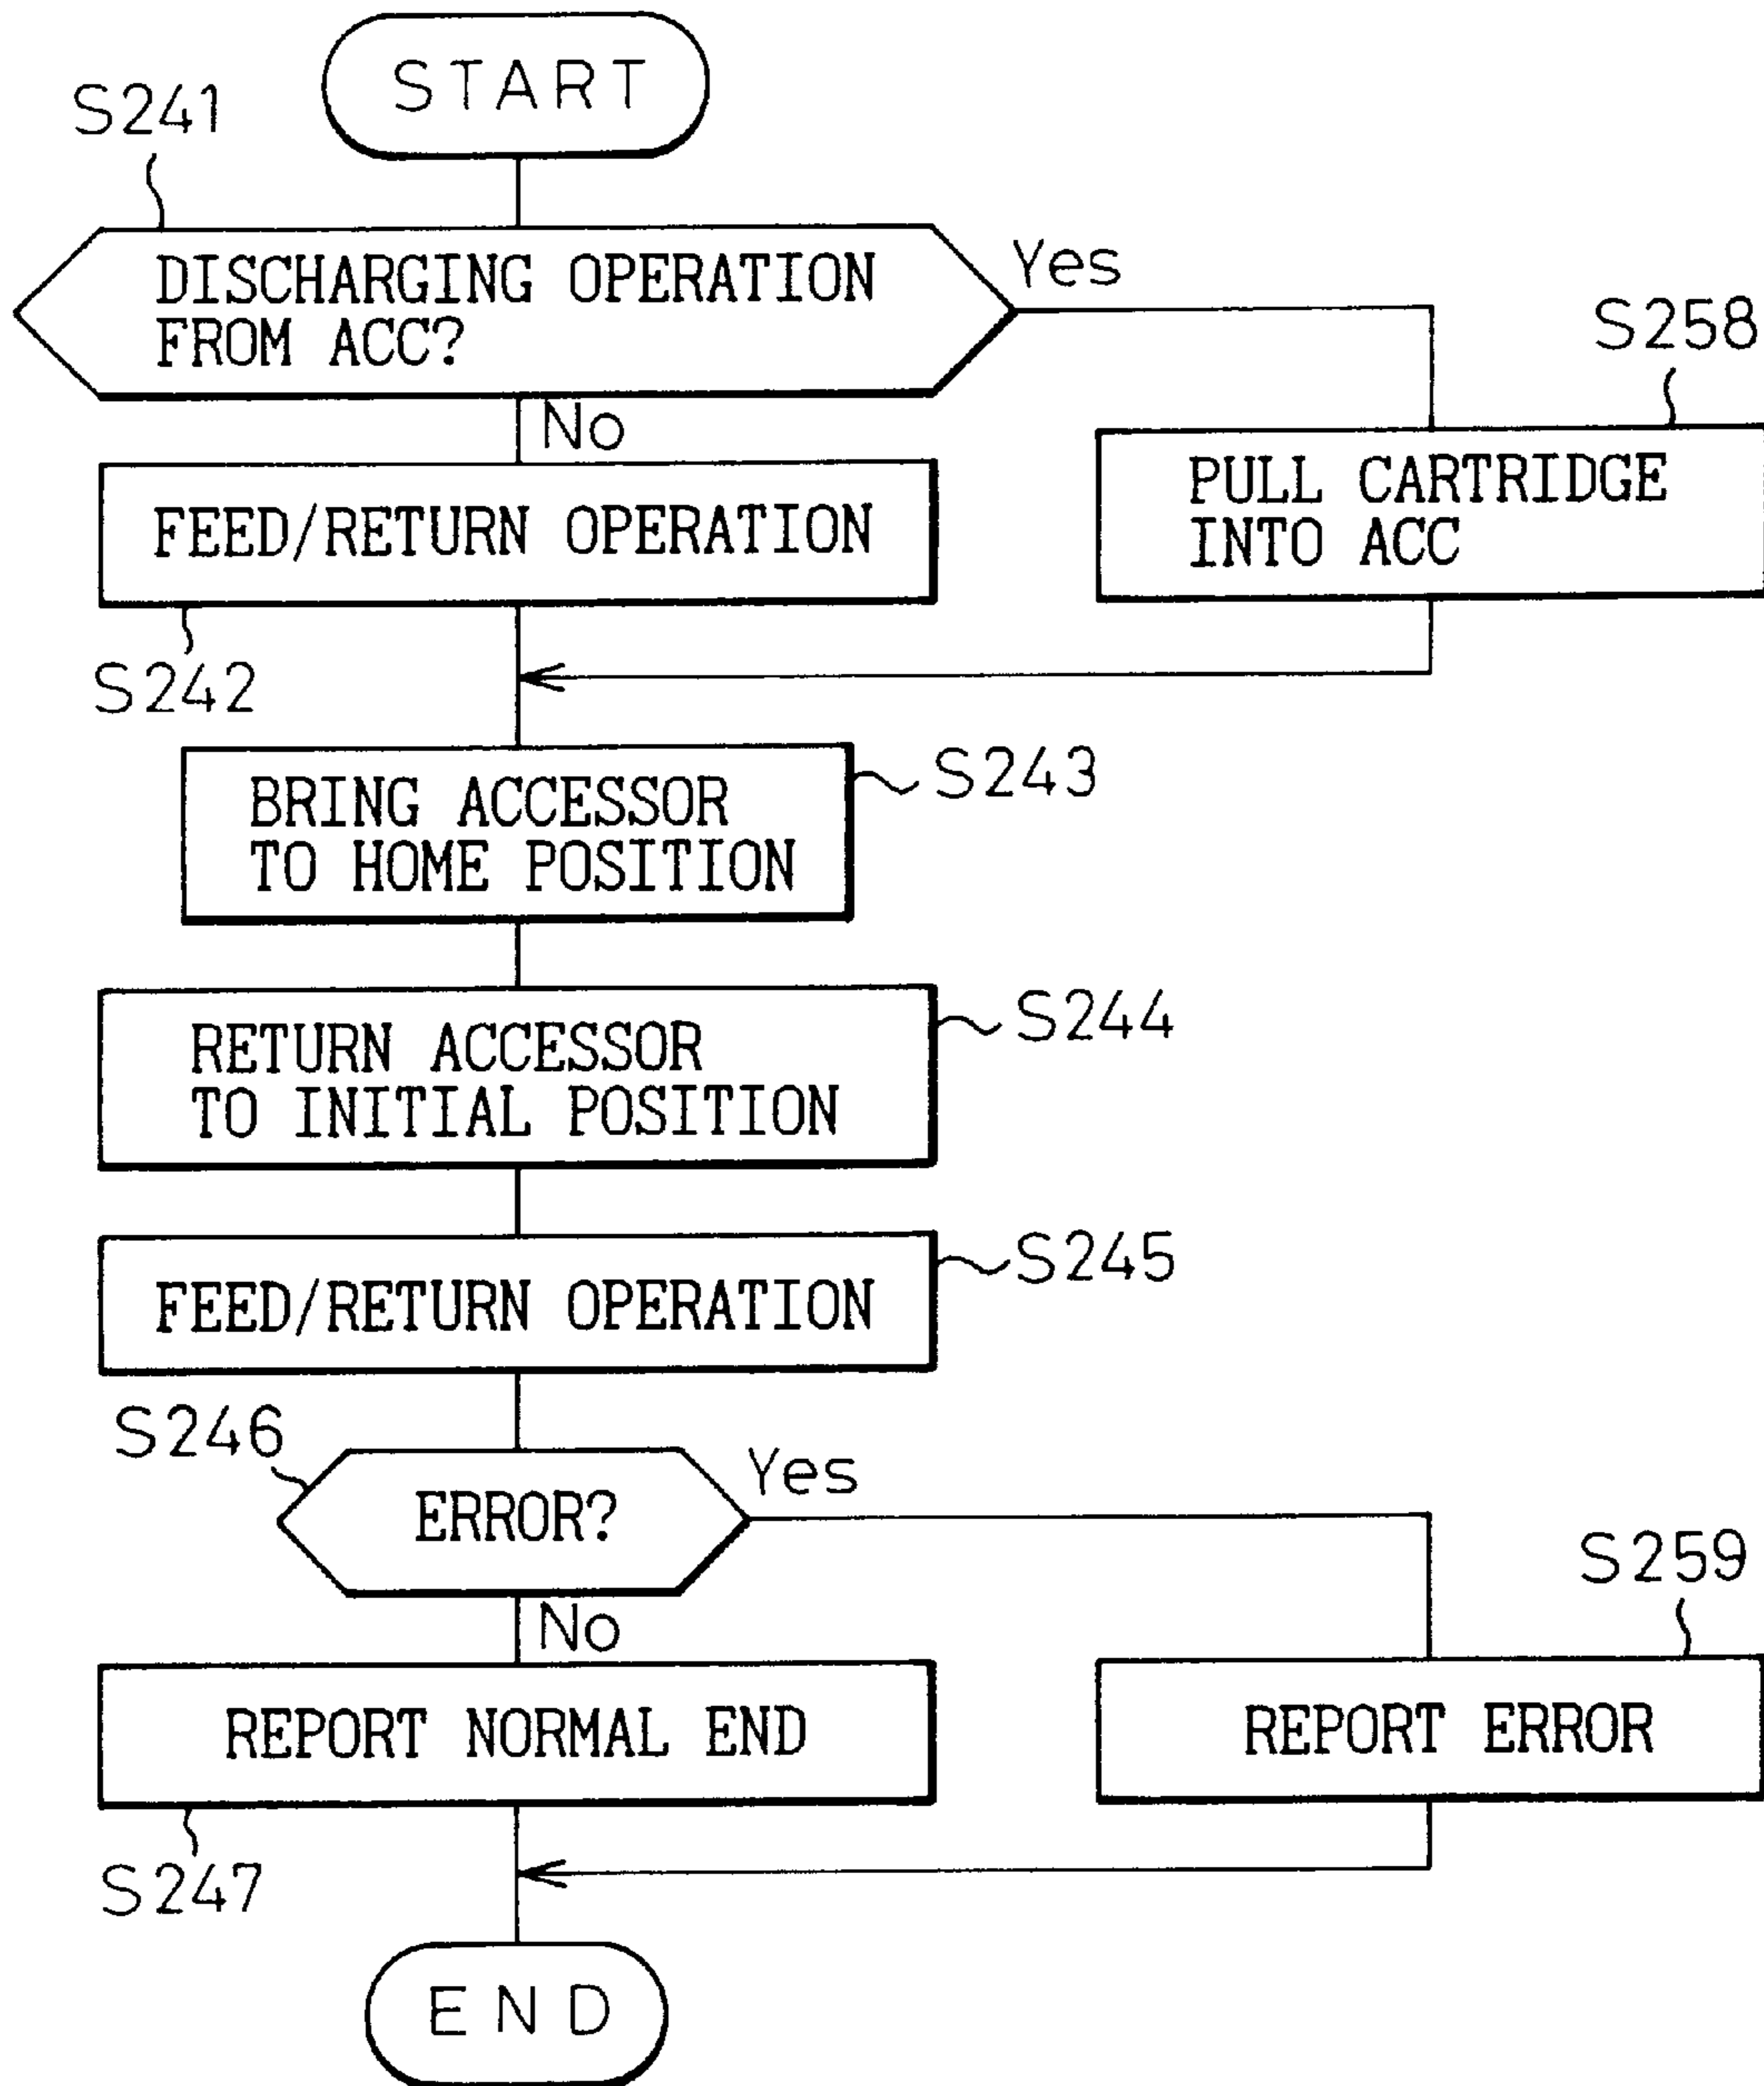 START
S241
DISCHARGING OPERATION
FROM ACC?
Yes
S258
No
PULL CARTRIDGE
INTO ACC
FEED/RETURN OPERATION
S242
S243
BRING ACCESSOR
TO HOME POSITION
S244
RETURN ACCESSOR
TO INITIAL POSITION
S245
FEED/RETURN OPERATION
S246
Yes
ERROR?
S259
No
REPORT NORMAL END
REPORT ERROR
S247
END